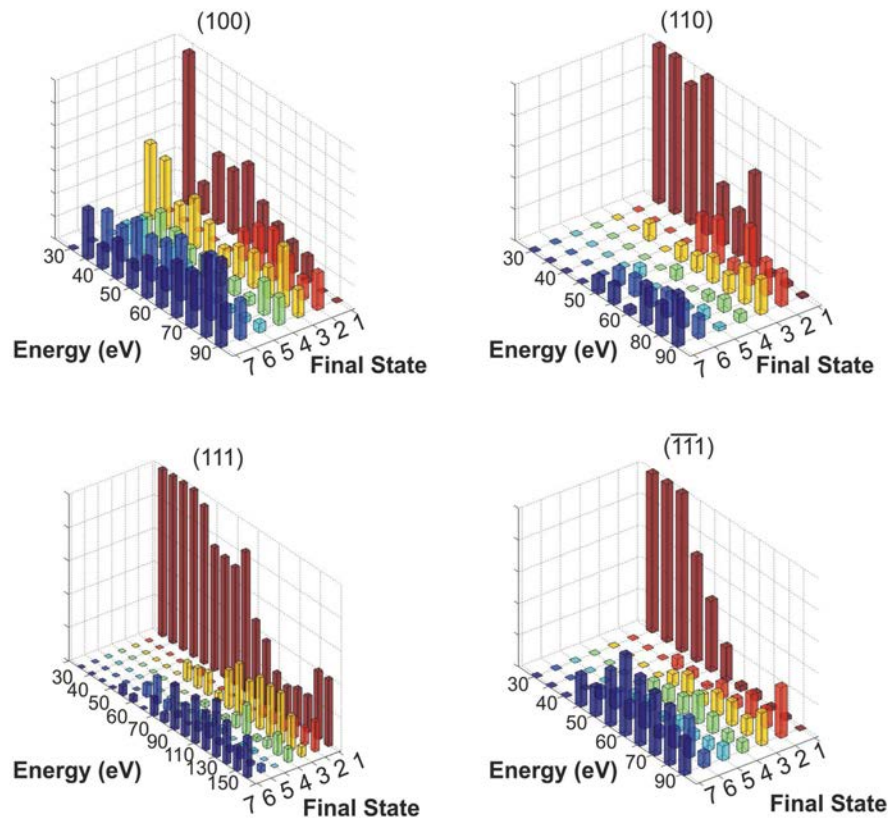 (100)
30
40
50
60
70
90
Energy (eV)
7 6 5 4 3 2 1
Final State
(110)
30
40
50
60
80
90
Energy (eV)
7 6 5 4 3 2 1
Final State
(111)
30
40
50
60
70
90
110
130
150
Energy (eV)
7 6 5 4 3 2 1
Final State
(1̅1̅1)
30
40
50
60
70
90
Energy (eV)
7 6 5 4 3 2 1
Final State